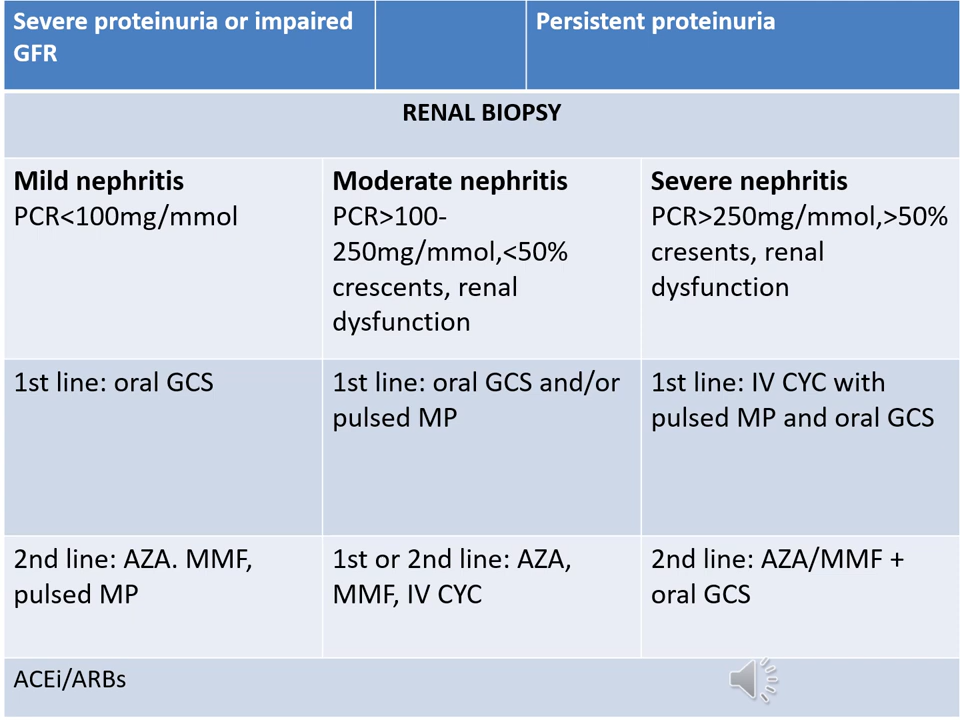 Severe proteinuria or impaired
GFR
Persistent proteinuria
RENAL BIOPSY
Mild nephritis
PCR<100mg/mmol
Moderate nephritis
PCR>100-
250mg/mmol,<50%
crescents, renal
dysfunction
Severe nephritis
PCR>250mg/mmol,>50%
cresents, renal
dysfunction
1st line: oral GCS
1st line: oral GCS and/or
pulsed MP
1st line: IV CYC with
pulsed MP and oral GCS
2nd line: AZA. MMF,
pulsed MP
1st or 2nd line: AZA,
MMF, IV CYC
2nd line: AZA/MMF +
oral GCS
ACEi/ARBs